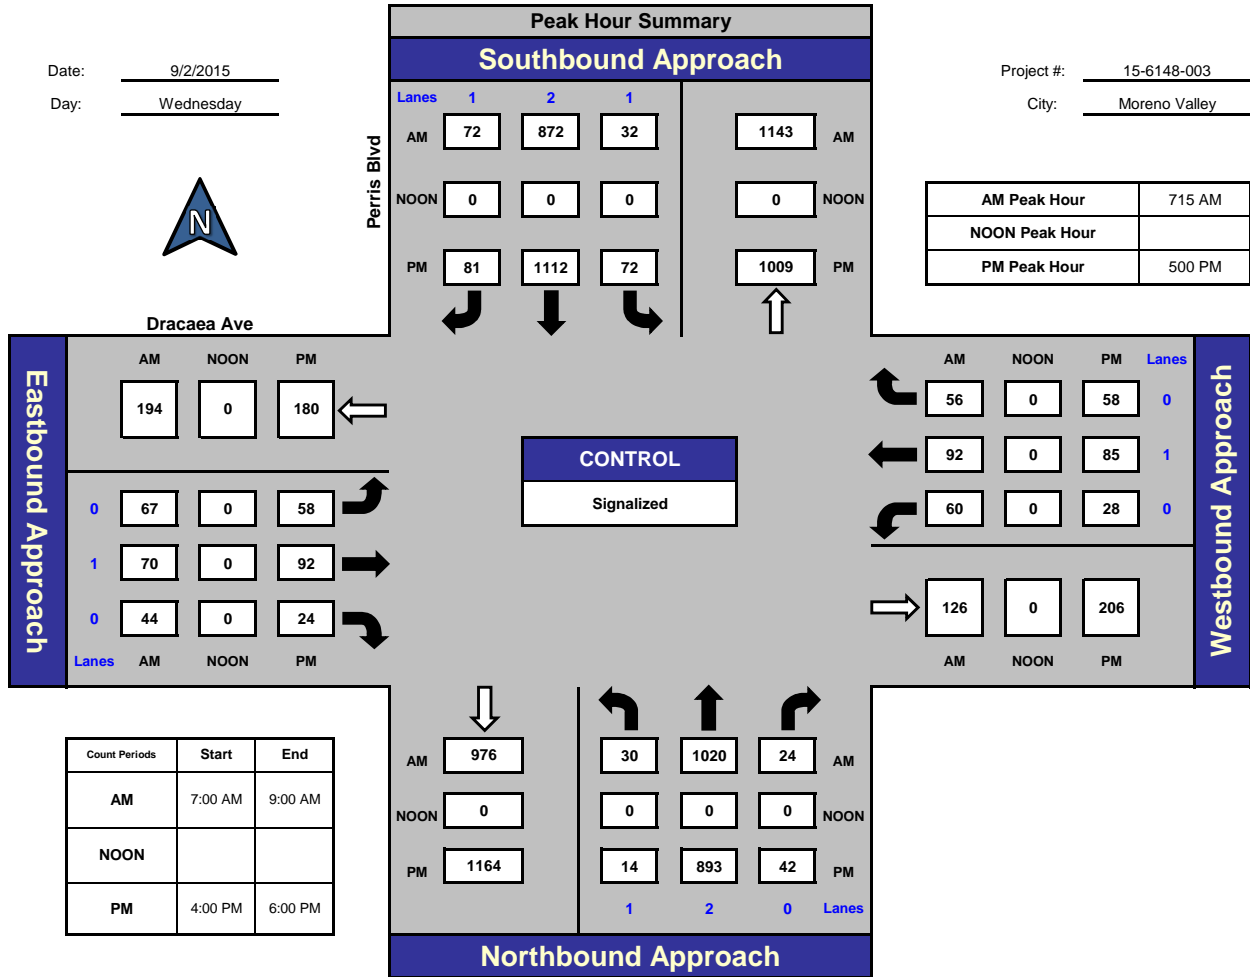 Peak Hour Summary
Southbound Approach
Date: 9/2/2015
Day: Wednesday
Project #: 15-6148-003
City: Moreno Valley
Lanes 1 2 1
AM 72 872 32 1143 AM
NOON 0 0 0 0 NOON
PM 81 1112 72 1009 PM
Perris Blvd
N
AM Peak Hour 715 AM
NOON Peak Hour
PM Peak Hour 500 PM
Dracaea Ave
Eastbound Approach
AM NOON PM
194 0 180
0 67 0 58
1 70 0 92
0 44 0 24
Lanes AM NOON PM
CONTROL
Signalized
AM NOON PM Lanes
56 0 58 0
92 0 85 1
60 0 28 0
126 0 206
AM NOON PM
Westbound Approach
Count Periods Start End
AM 7:00 AM 9:00 AM
NOON
PM 4:00 PM 6:00 PM
AM 976 30 1020 24 AM
NOON 0 0 0 0 NOON
PM 1164 14 893 42 PM
1 2 0 Lanes
Northbound Approach